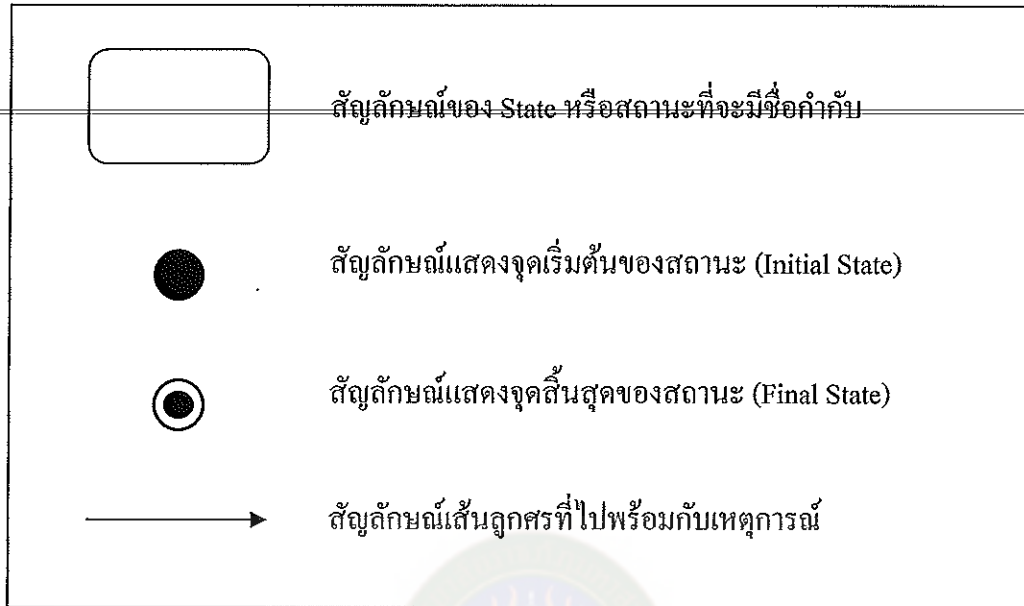 สัญลักษณ์ของ State หรือสถานะที่จะมีชื่อกำกับ
สัญลักษณ์แสดงจุดเริ่มต้นของสถานะ (Initial State)
สัญลักษณ์แสดงจุดสิ้นสุดของสถานะ (Final State)
สัญลักษณ์เส้นลูกศรที่ไปพร้อมกับเหตุการณ์